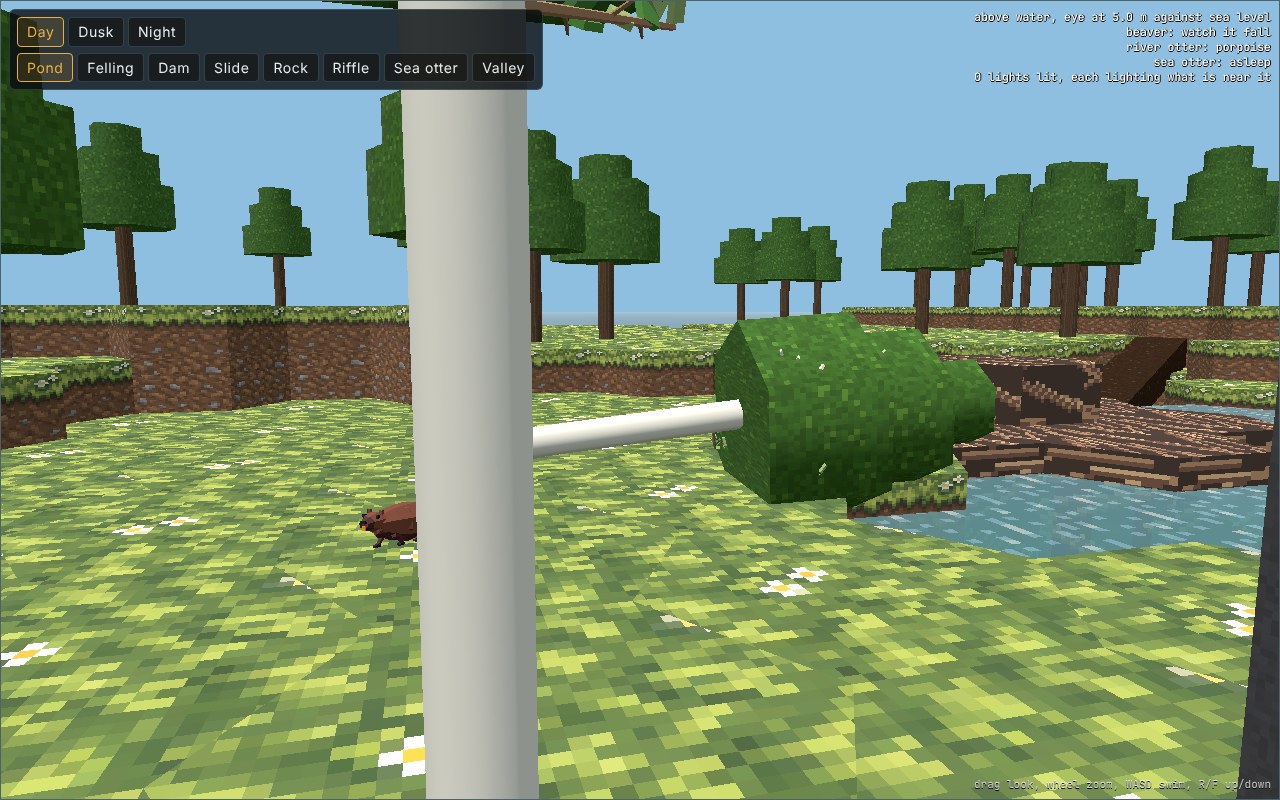 Day Dusk Night
Pond Felling Dam Slide Rock Riffle Sea otter Valley
above water, eye at 5.0 m against sea level
beaver: watch it fall
river otter: porpoise
sea otter: asleep
0 lights lit, each lighting what is near it
drag look, wheel zoom, WASD swim, R/F up/down